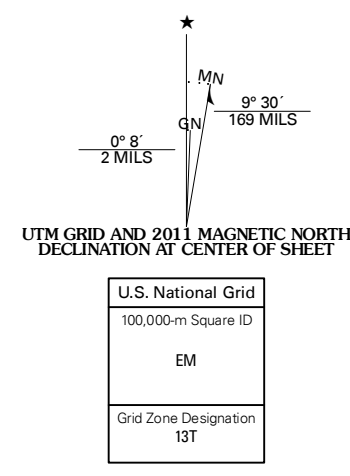 ★
MN
9° 30´
169 MILS
GN
0° 8´
2 MILS
UTM GRID AND 2011 MAGNETIC NORTH
DECLINATION AT CENTER OF SHEET
U.S. National Grid
100,000-m Square ID
EM
Grid Zone Designation
13T